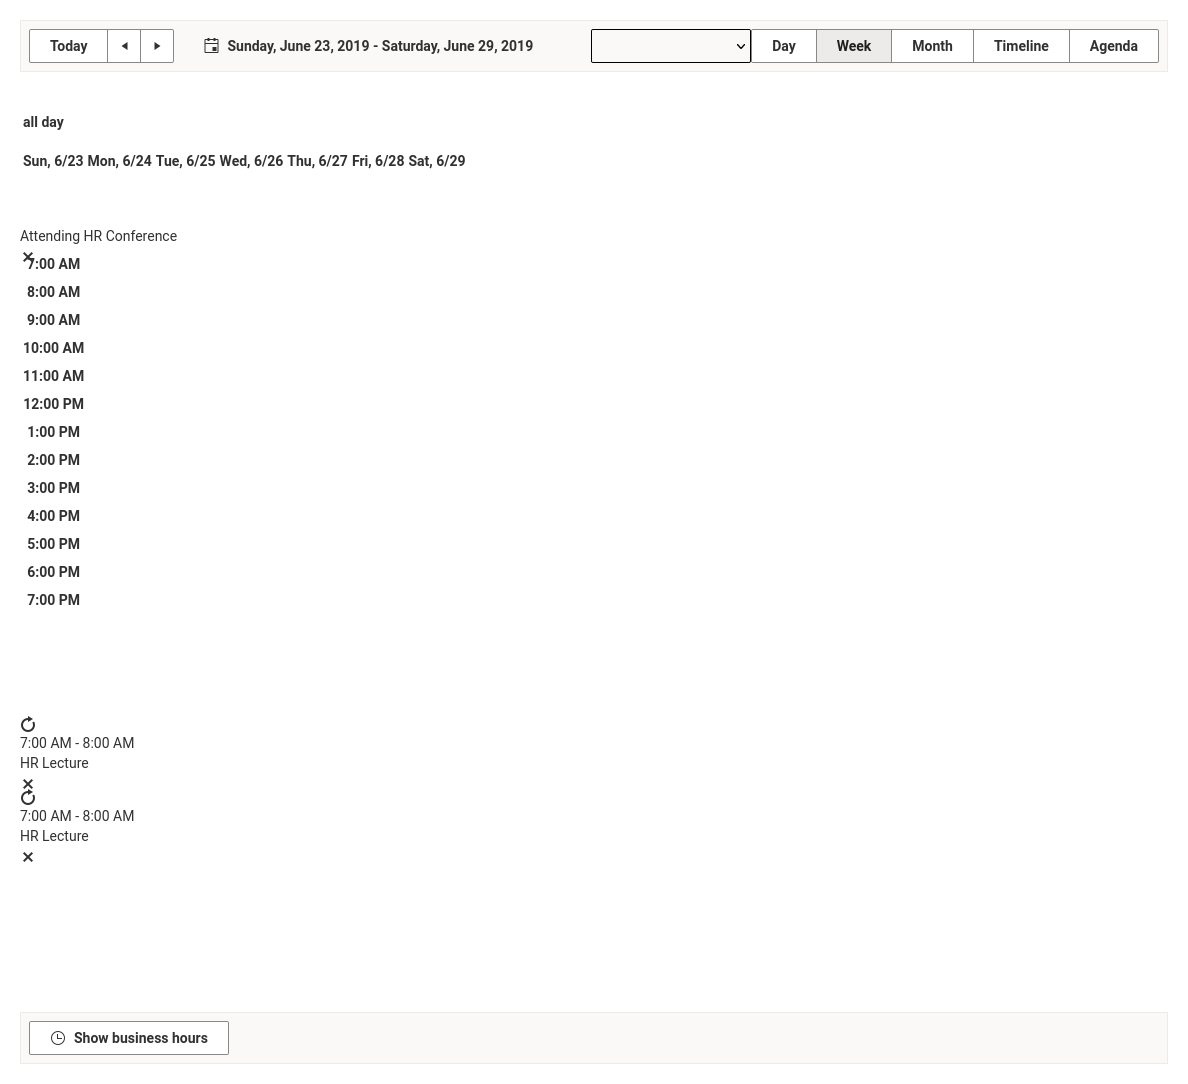 Today
Sunday, June 23, 2019 - Saturday, June 29, 2019
Day
Week
Month
Timeline
Agenda
all day
Sun, 6/23 Mon, 6/24 Tue, 6/25 Wed, 6/26 Thu, 6/27 Fri, 6/28 Sat, 6/29
Attending HR Conference
7:00 AM
8:00 AM
9:00 AM
10:00 AM
11:00 AM
12:00 PM
1:00 PM
2:00 PM
3:00 PM
4:00 PM
5:00 PM
6:00 PM
7:00 PM
7:00 AM - 8:00 AM
HR Lecture
7:00 AM - 8:00 AM
HR Lecture
Show business hours